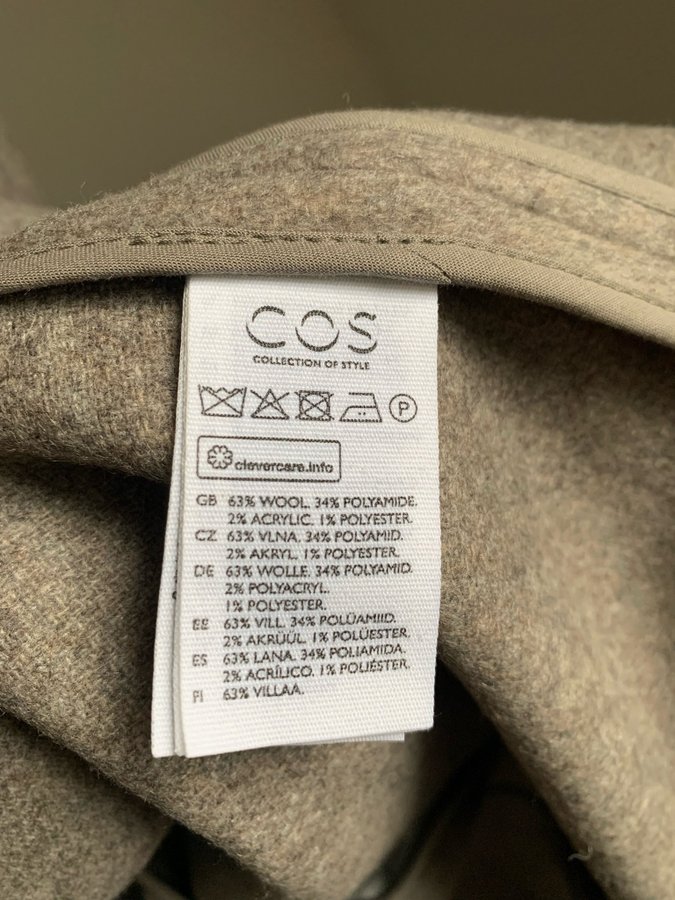 COS
COLLECTION OF STYLE
P
clevercare.info
GB 63% WOOL. 34% POLYAMIDE.
2% ACRYLIC. 1% POLYESTER.
CZ 63% VLNA. 34% POLYAMID.
2% AKRYL. 1% POLYESTER.
DE 63% WOLLE. 34% POLYAMID.
2% POLYACRYL.
1% POLYESTER.
EE 63% VILL. 34% POLÜAMIID.
2% AKRÜÜL. 1% POLÜESTER.
ES 63% LANA. 34% POLIAMIDA.
2% ACRÍLICO. 1% POLIÉSTER.
FI 63% VILLAA.